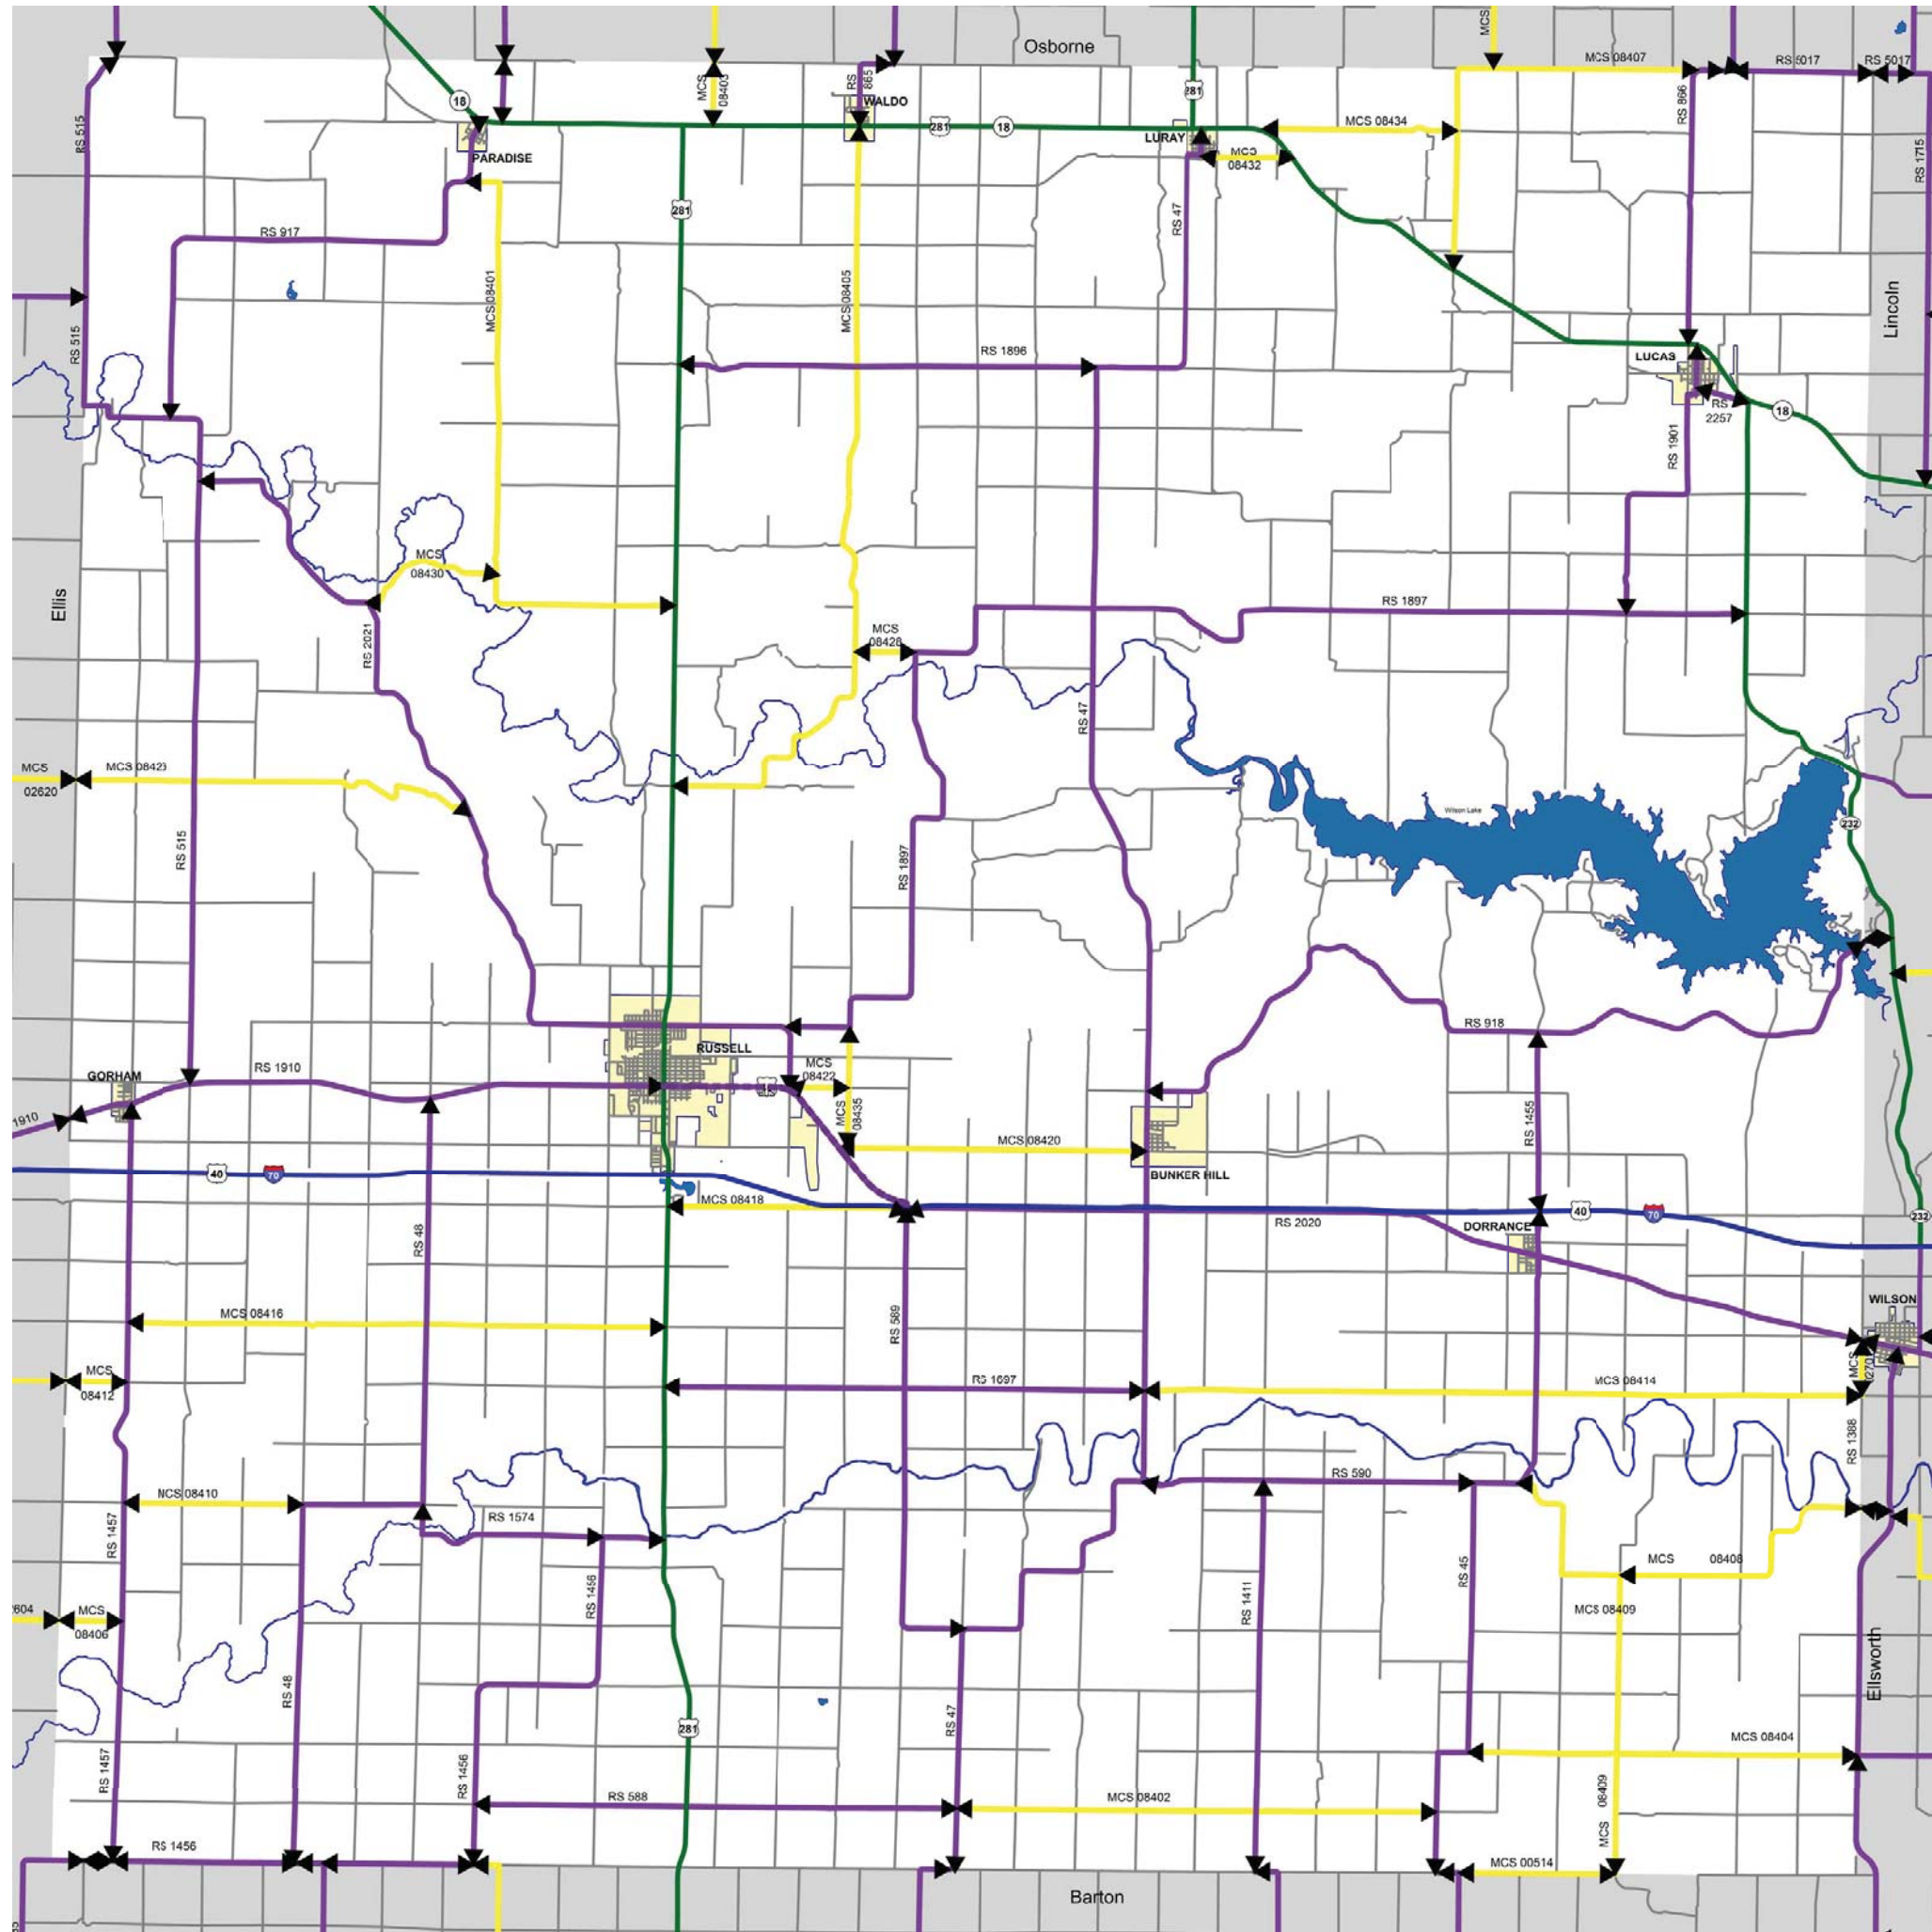 Osborne
MCS
MCS 08407
RS 5017
RS 5017
18
MCS
08403
RS
865
WALDO
281
RS 866
RS 515
281
18
LURAY
MCS 08434
PARADISE
MCS
08432
RS 1715
281
RS 47
RS 917
MCS 08401
MCS 08405
Lincoln
RS 515
RS 1896
LUCAS
RS
2257
18
RS 1901
MCS
08430
Ellis
RS 1897
RS 2021
MCS
08428
RS 47
MCS
02620
MCS 08423
Wilson Lake
232
RS 515
RS 1897
RS 918
RUSSELL
GORHAM
RS 1910
MCS
08422
1910
MCS
08435
RS 1455
MCS 08420
BUNKER HILL
40
70
MCS 08418
RS 2020
DORRANCE
40
70
232
RS 48
WILSON
MCS 08416
RS 589
MCS
08412
RS 1697
MCS 08414
MCS
RS 1388
RS 590
MCS 08410
RS 1574
RS 1457
MCS 08408
RS 1456
RS 1411
RS 45
604
MCS
08406
MCS 08409
Ellsworth
RS 48
RS 47
281
MCS 08404
RS 1457
RS 1456
RS 588
MCS 08402
MCS 08409
RS 1456
MCS 00514
Barton